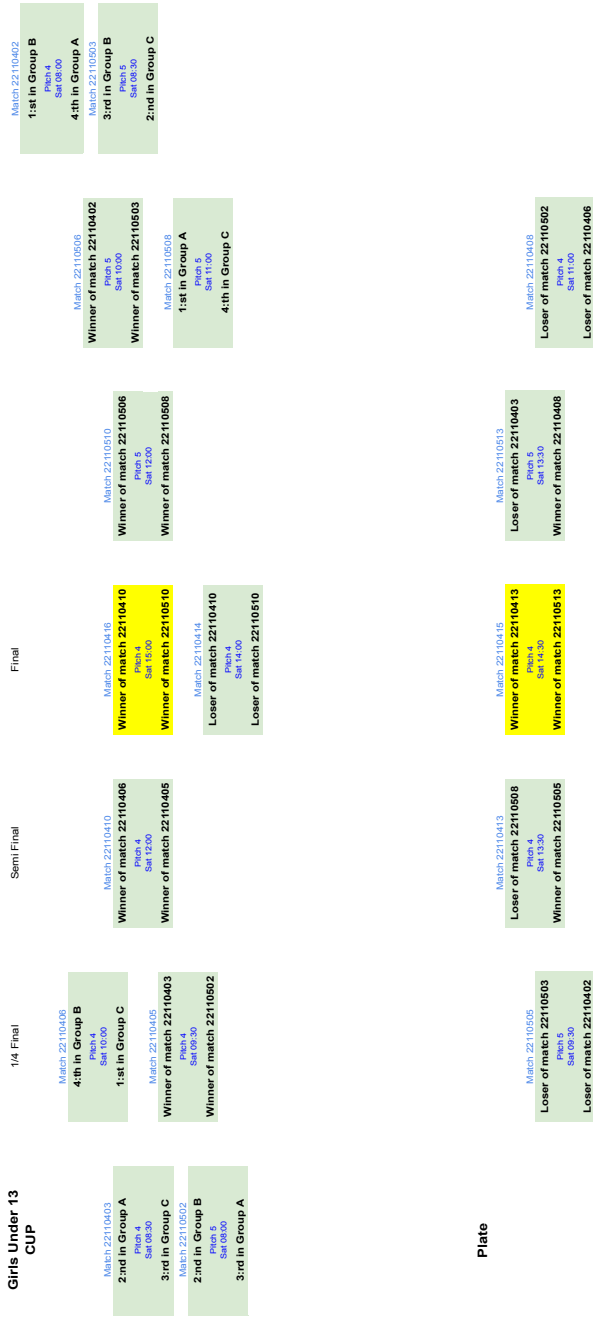 Girls Under 13
CUP
1/4 Final
Semi Final
Final
Match 22110403
2:nd in Group A
Pitch 4
Sat 08:30
3:rd in Group C
Match 22110502
2:nd in Group B
Pitch 5
Sat 08:00
3:rd in Group A
Match 22110406
4:th in Group B
Pitch 4
Sat 10:00
1:st in Group C
Match 22110405
Winner of match 22110403
Pitch 4
Sat 09:30
Winner of match 22110502
Match 22110410
Winner of match 22110406
Pitch 4
Sat 12:00
Winner of match 22110405
Match 22110416
Winner of match 22110410
Pitch 4
Sat 15:00
Winner of match 22110510
Match 22110414
Loser of match 22110410
Pitch 4
Sat 14:00
Loser of match 22110510
Match 22110510
Winner of match 22110506
Pitch 5
Sat 12:00
Winner of match 22110508
Match 22110506
Winner of match 22110402
Pitch 5
Sat 10:00
Winner of match 22110503
Match 22110508
1:st in Group A
Pitch 5
Sat 11:00
4:th in Group C
Match 22110402
1:st in Group B
Pitch 4
Sat 08:00
4:th in Group A
Match 22110503
3:rd in Group B
Pitch 5
Sat 08:30
2:nd in Group C
Plate
Match 22110505
Loser of match 22110503
Pitch 5
Sat 09:30
Loser of match 22110402
Match 22110413
Loser of match 22110508
Pitch 4
Sat 13:30
Winner of match 22110505
Match 22110415
Winner of match 22110413
Pitch 4
Sat 14:30
Winner of match 22110513
Match 22110513
Loser of match 22110403
Pitch 5
Sat 13:30
Winner of match 22110408
Match 22110408
Loser of match 22110502
Pitch 4
Sat 11:00
Loser of match 22110406